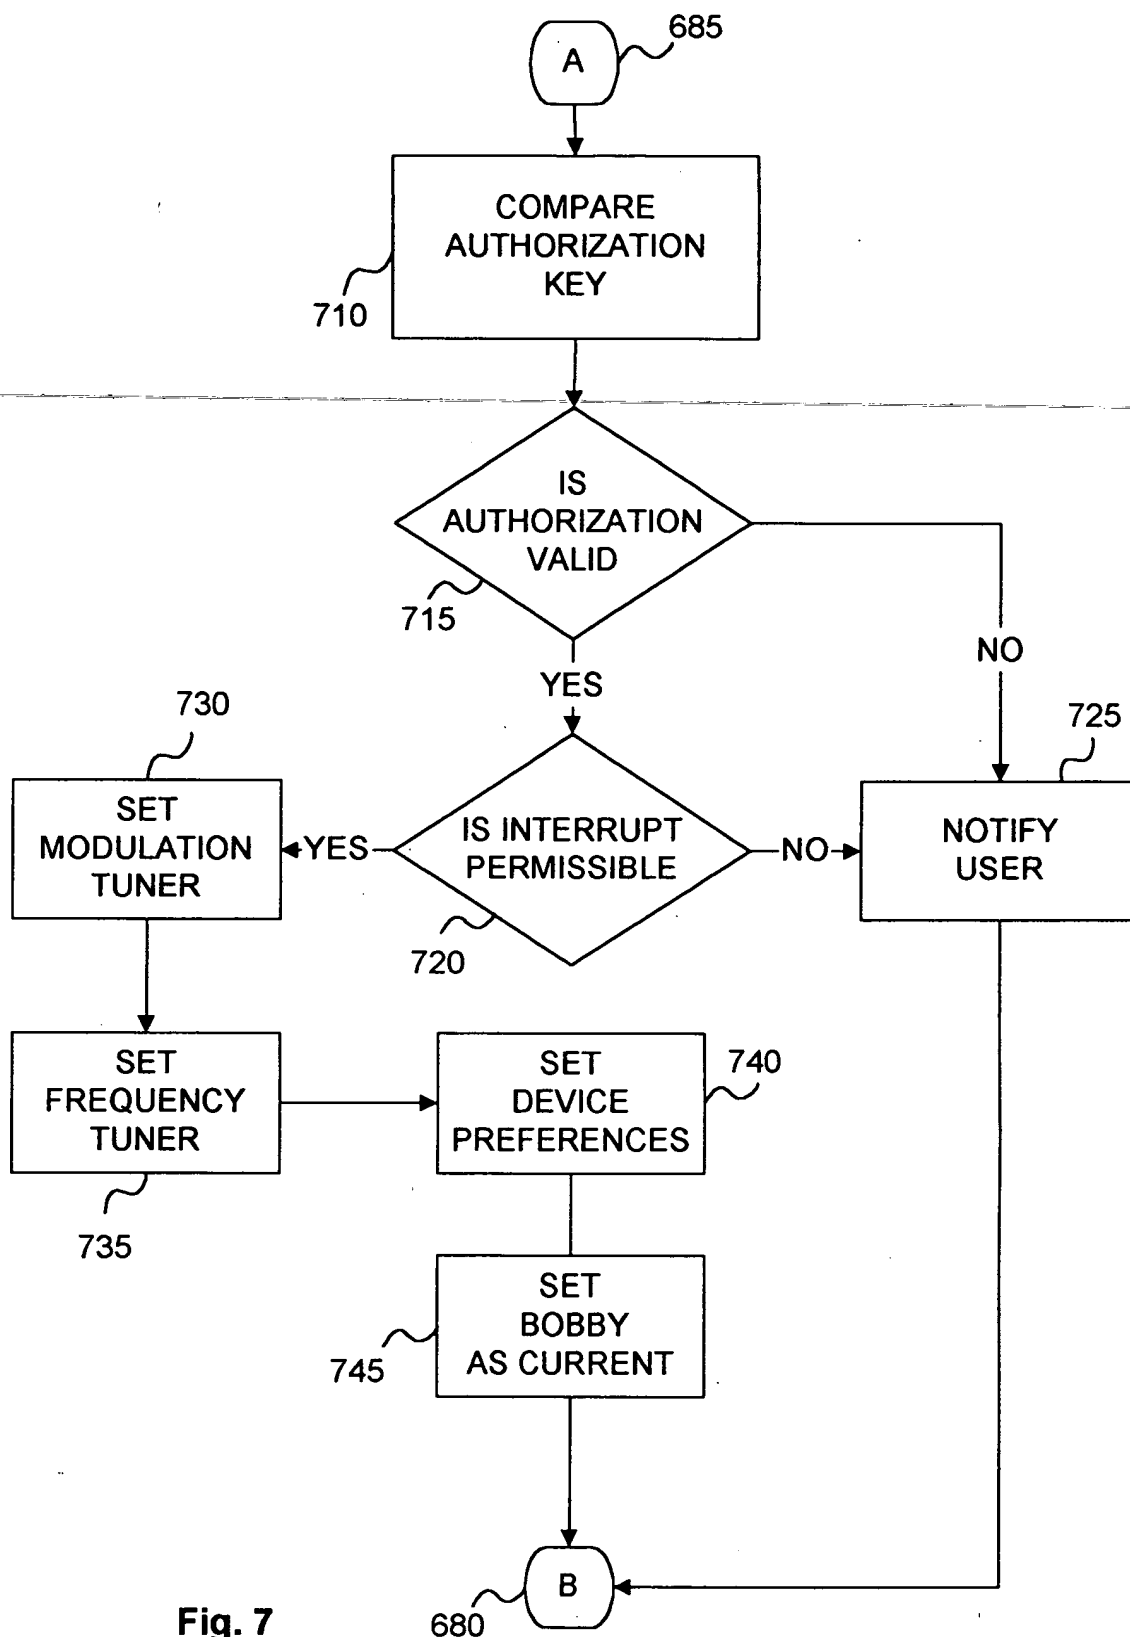 685
A
COMPARE
AUTHORIZATION
KEY
710
IS
AUTHORIZATION
VALID
715
NO
YES
730
725
SET
MODULATION
TUNER
YES
IS INTERRUPT
PERMISSIBLE
NO
NOTIFY
USER
720
SET
FREQUENCY
TUNER
SET
DEVICE
PREFERENCES
740
735
SET
BOBBY
AS CURRENT
745
B
680
Fig. 7